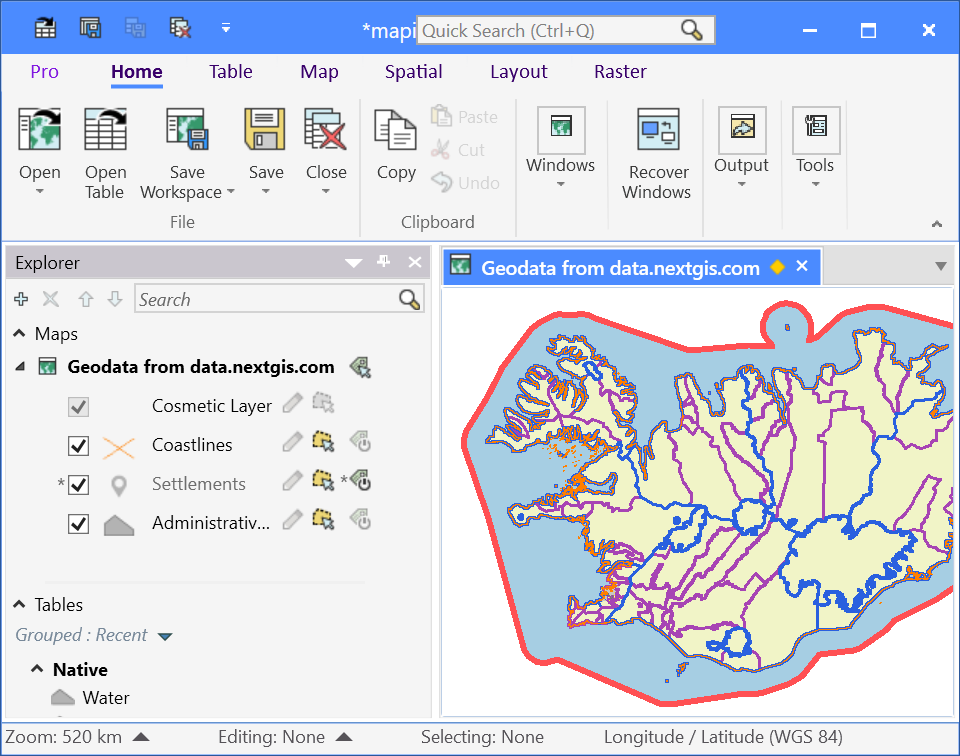 *mapi
Quick Search (Ctrl+Q)
Pro Home Table Map Spatial Layout Raster
Open
Open Table
Save Workspace
Save
Close
File
Copy
Paste
Cut
Undo
Clipboard
Windows
Recover Windows
Output
Tools
Explorer
Search
Maps
Geodata from data.nextgis.com
Cosmetic Layer
Coastlines
* Settlements *
Administrativ...
Tables
Grouped : Recent
Native
Water
Geodata from data.nextgis.com
Zoom: 520 km Editing: None Selecting: None Longitude / Latitude (WGS 84)